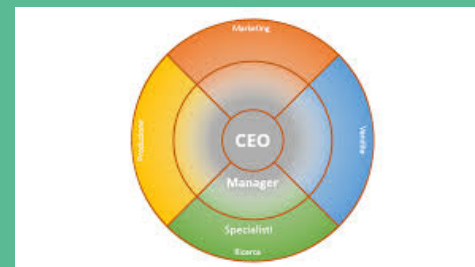 Marketing
Produzione
CEO
Vendite
Manager
Specialisti
Ricerca